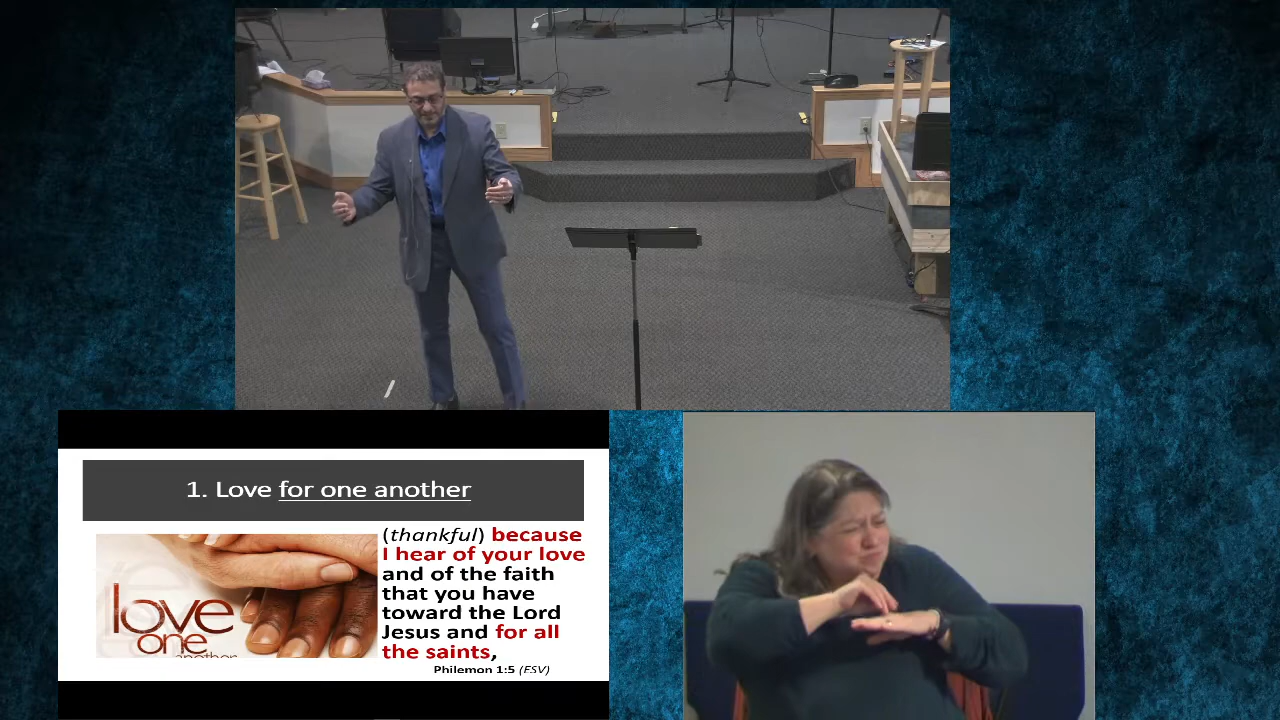 1. Love for one another
(thankful) because
I hear of your love
and of the faith
that you have
toward the Lord
Jesus and for all
the saints,
Philemon 1:5 (ESV)
love
one
another